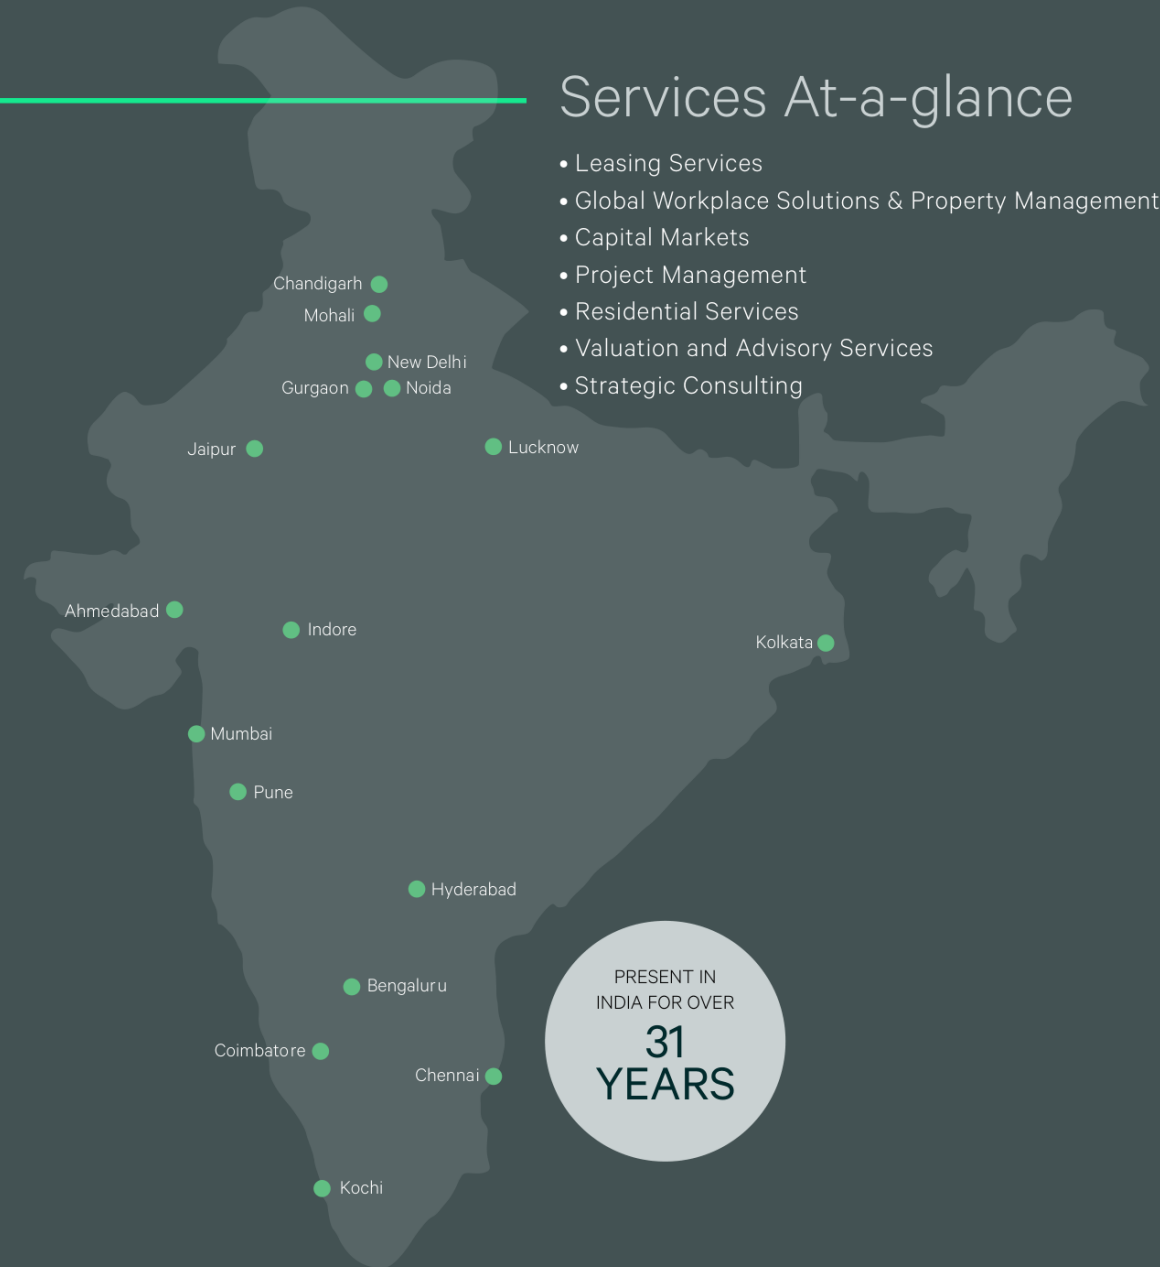 Services At-a-glance
• Leasing Services
• Global Workplace Solutions & Property Management
• Capital Markets
• Project Management
• Residential Services
• Valuation and Advisory Services
• Strategic Consulting
Chandigarh
Mohali
New Delhi
Gurgaon
Noida
Jaipur
Lucknow
Ahmedabad
Indore
Kolkata
Mumbai
Pune
Hyderabad
Bengaluru
Coimbatore
Chennai
Kochi
PRESENT IN
INDIA FOR OVER
31
YEARS